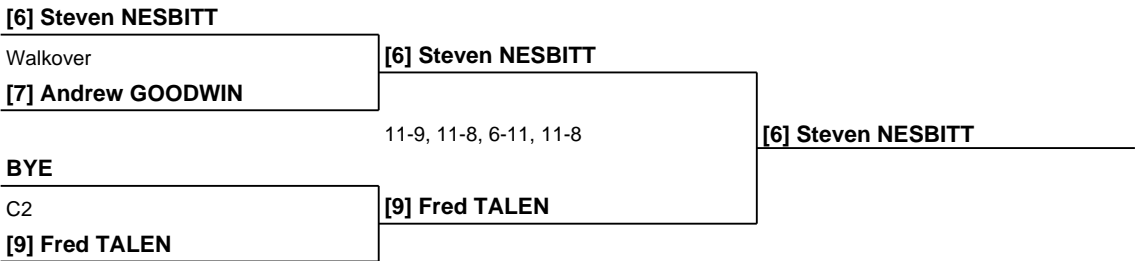 [6] Steven NESBITT
Walkover
[6] Steven NESBITT
[7] Andrew GOODWIN
11-9, 11-8, 6-11, 11-8
[6] Steven NESBITT
BYE
C2
[9] Fred TALEN
[9] Fred TALEN